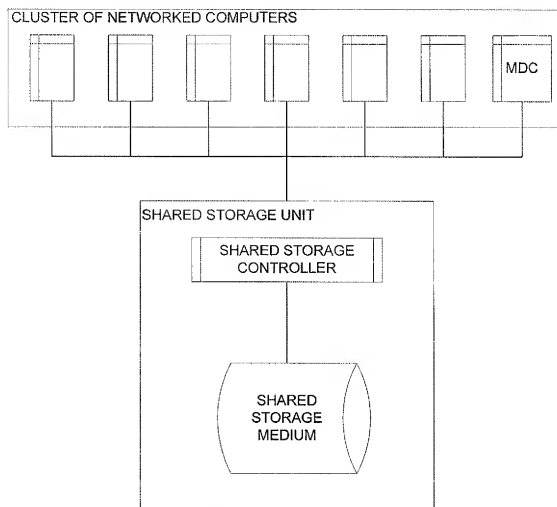 CLUSTER OF NETWORKED COMPUTERS
MDC
SHARED STORAGE UNIT
SHARED STORAGE
CONTROLLER
SHARED
STORAGE
MEDIUM